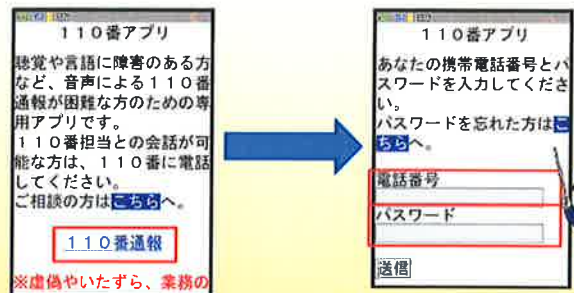 110番アプリ
聴覚や言語に障害のある方
など、音声による110番
通報が困難な方のための専
用アプリです。
110番担当との会話が可
能な方は、110番に電話
してください。
ご相談の方はこちらへ。
110番通報
※虚偽やいたずら、業務の
110番アプリ
あなたの携帯電話番号とパ
スワードを入力してくださ
い。
パスワードを忘れた方はこ
ちらへ。
電話番号
パスワード
送信